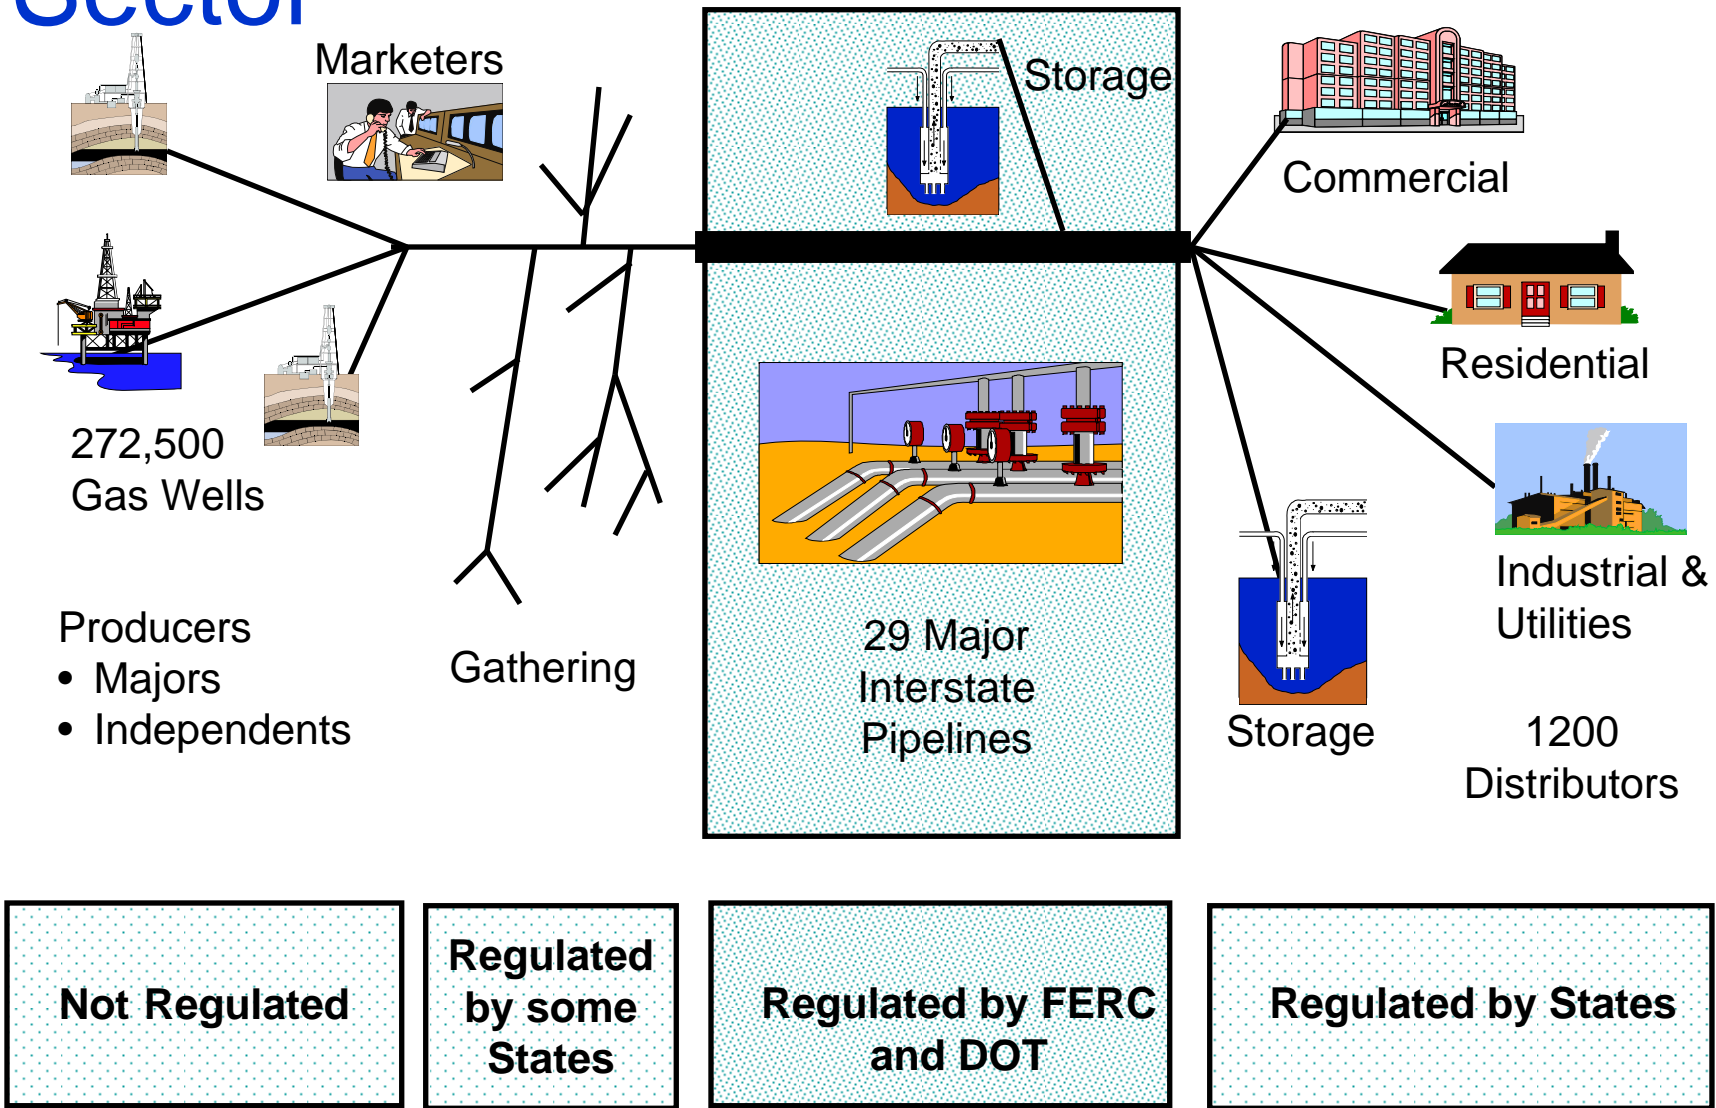 Sector
Marketers
Storage
Commercial
Residential
272,500
Gas Wells
Industrial &
Utilities
Producers
• Majors
• Independents
Gathering
29 Major
Interstate
Pipelines
Storage
1200
Distributors
Not Regulated
Regulated
by some
States
Regulated by FERC
and DOT
Regulated by States